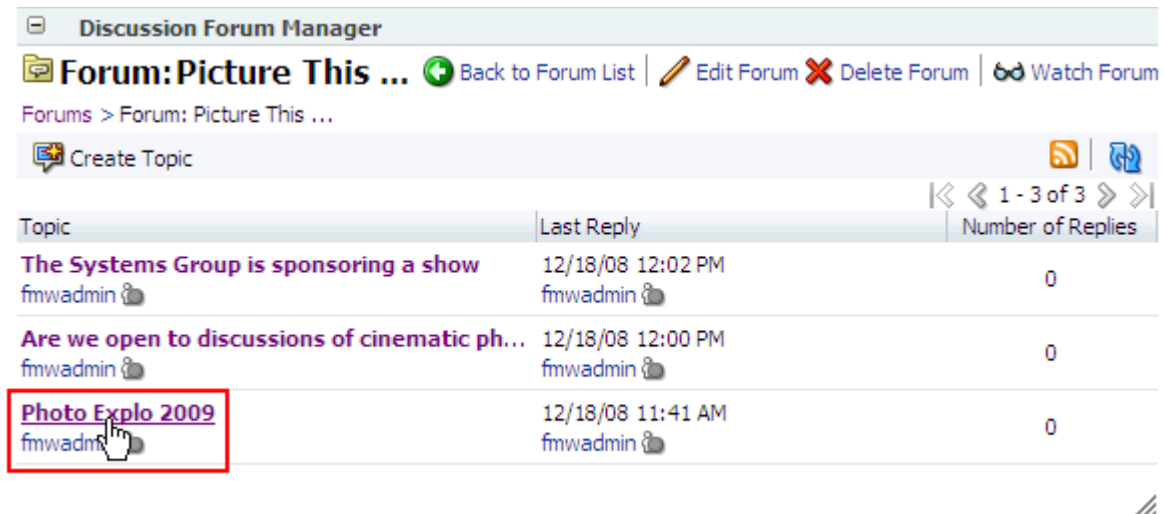 Discussion Forum Manager
Forum: Picture This ... Back to Forum List Edit Forum Delete Forum Watch Forum
Forums > Forum: Picture This ...
Create Topic
1 - 3 of 3
Topic Last Reply Number of Replies
The Systems Group is sponsoring a show 12/18/08 12:02 PM
fmwadmin fmwadmin 0
Are we open to discussions of cinematic ph... 12/18/08 12:00 PM
fmwadmin fmwadmin 0
Photo Explo 2009 12/18/08 11:41 AM
fmwadmin 0